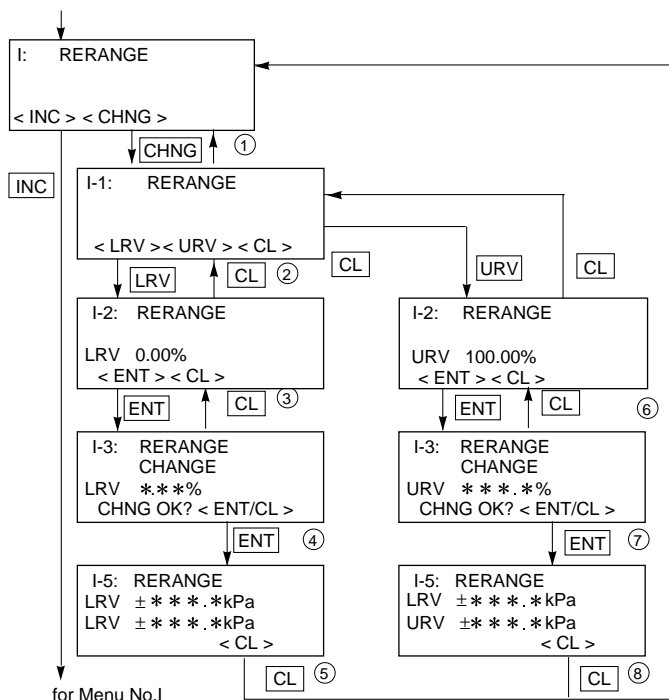 I: RERANGE
< INC > < CHNG >
①
CHNG
INC
I-1: RERANGE
< LRV >< URV >< CL >
LRV
CL
②
CL
URV
CL
I-2: RERANGE
LRV 0.00%
< ENT > < CL >
③
ENT
CL
I-2: RERANGE
URV 100.00%
< ENT > < CL >
⑥
ENT
CL
I-3: RERANGE
CHANGE
LRV *.**%
CHNG OK? < ENT/CL >
④
ENT
I-3: RERANGE
CHANGE
URV ***.*%
CHNG OK? < ENT/CL >
⑦
ENT
I-5: RERANGE
LRV ±***.*kPa
LRV ±***.*kPa
< CL >
⑤
CL
I-5: RERANGE
LRV ±***.*kPa
URV ±***.*kPa
< CL >
⑧
CL
for Menu No.J